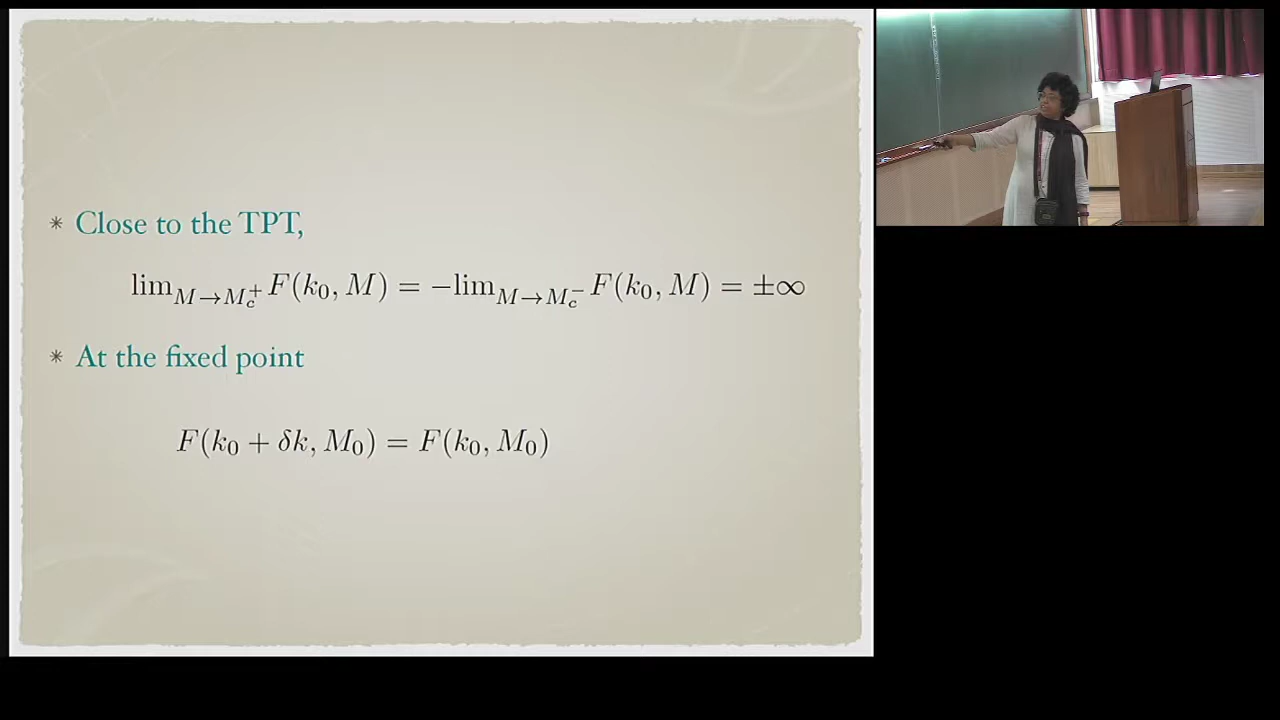 * Close to the TPT,
lim_{M→M_c^+} F(k_0, M) = −lim_{M→M_c^-} F(k_0, M) = ±∞
* At the fixed point
F(k_0 + δk, M_0) = F(k_0, M_0)